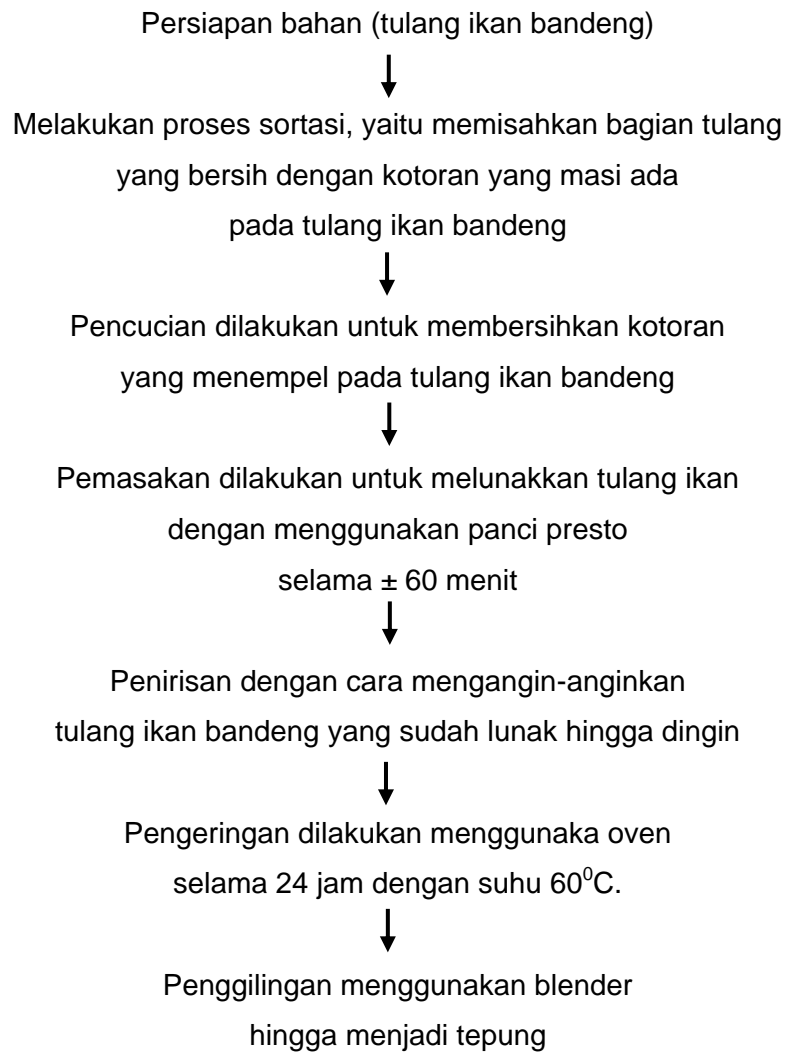 Persiapan bahan (tulang ikan bandeng)
Melakukan proses sortasi, yaitu memisahkan bagian tulang
yang bersih dengan kotoran yang masi ada
pada tulang ikan bandeng
Pencucian dilakukan untuk membersihkan kotoran
yang menempel pada tulang ikan bandeng
Pemasakan dilakukan untuk melunakkan tulang ikan
dengan menggunakan panci presto
selama ± 60 menit
Penirisan dengan cara mengangin-anginkan
tulang ikan bandeng yang sudah lunak hingga dingin
Pengeringan dilakukan menggunaka oven
selama 24 jam dengan suhu 60⁰C.
Penggilingan menggunakan blender
hingga menjadi tepung